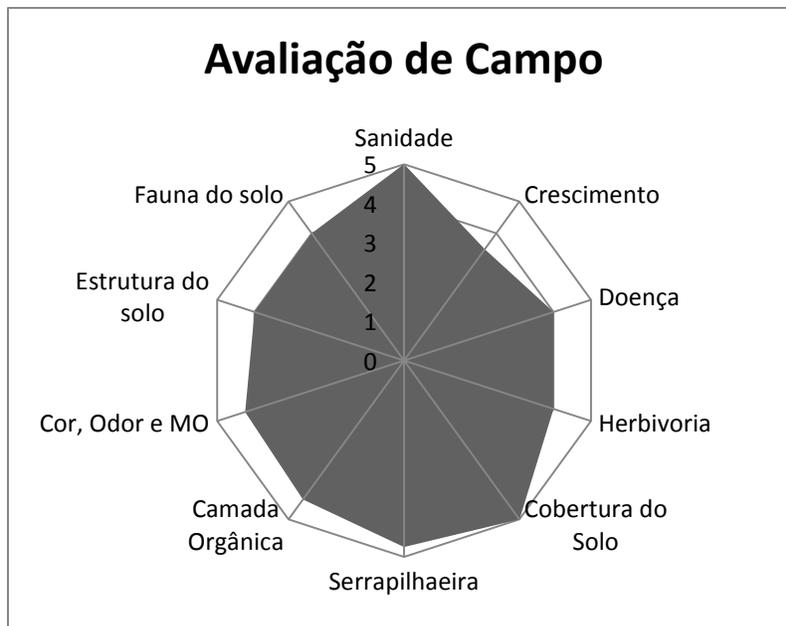 Avaliação de Campo
Sanidade
5
4
3
2
1
0
Crescimento
Doença
Herbivoria
Cobertura do
Solo
Serrapilhaeira
Camada
Orgânica
Cor, Odor e MO
Estrutura do
solo
Fauna do solo